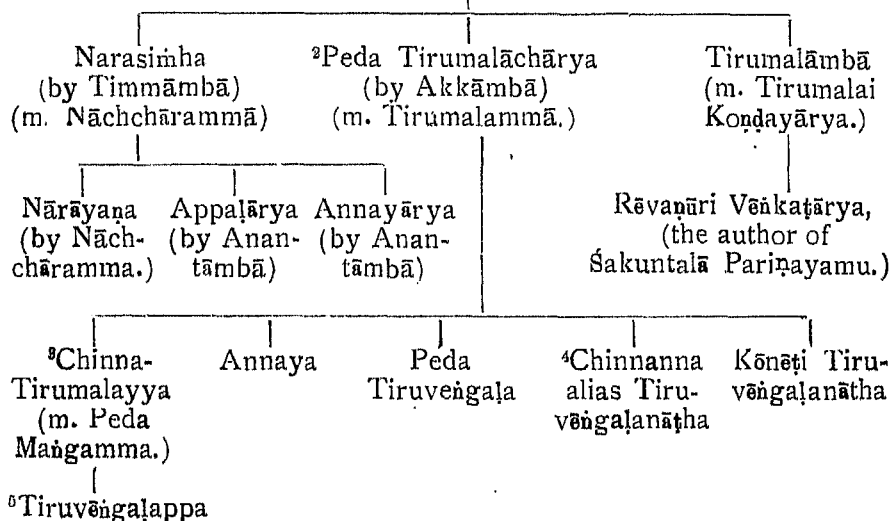 Narasiṁha
(by Timmāmbā)
(m. Nāchchārammā)
²Peda Tirumalāchārya
(by Akkāmbā)
(m. Tirumalammā.)
Tirumalāmbā
(m. Tirumalai
Koṇḍayārya.)
Nārāyaṇa
(by Nāch-
chāramma.)
Appaḷārya
(by Anan-
tāmbā)
Annayārya
(by Anan-
tāmbā)
Rēvaṇūri Vēṅkaṭārya,
(the author of
Śakuntalā Pariṇayamu.)
³Chinna-
Tirumalayya
(m. Peda
Maṅgamma.)
Annaya
Peda
Tiruveṅgaḷa
⁴Chinnanna
alias Tiru-
vēṅgaḷanāṭha
Kōnēṭi Tiru-
vēṅgaḷanātha
⁵Tiruvēṅgaḷappa